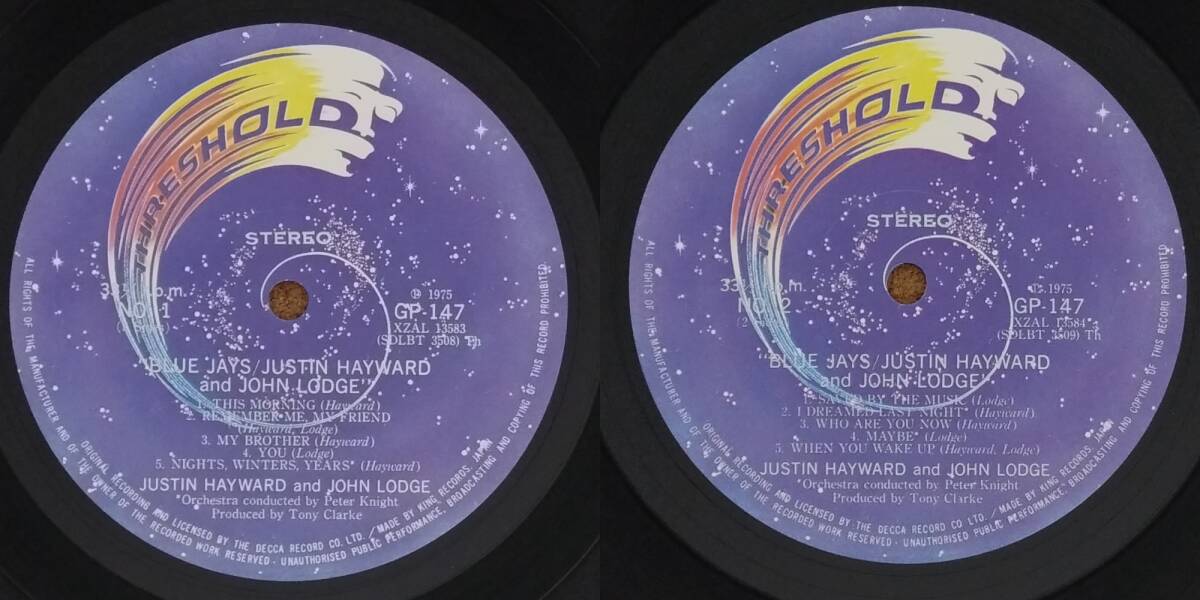 THRESHOLD
STEREO
33⅓ r.p.m.
NO. 1
℗ 1975
GP-147
XZAL 13583
(SDLBT 3508) Th
"BLUE JAYS/JUSTIN HAYWARD
and JOHN LODGE"
1. THIS MORNING (Hayward)
2. REMEMBER ME, MY FRIEND
(Hayward, Lodge)
3. MY BROTHER (Hayward)
4. YOU (Lodge)
5. NIGHTS, WINTERS, YEARS* (Hayward)
JUSTIN HAYWARD and JOHN LODGE
*Orchestra conducted by Peter Knight
Produced by Tony Clarke
ALL RIGHTS OF THE MANUFACTURER AND OF THE OWNER OF THE RECORDED WORK RESERVED - UNAUTHORISED PUBLIC PERFORMANCE, BROADCASTING AND COPYING OF THIS RECORD PROHIBITED
ORIGINAL RECORDING AND LICENSED BY THE DECCA RECORD CO. LTD. / MADE BY KING RECORDS, JAPAN
THRESHOLD
STEREO
33⅓ r.p.m.
NO. 2
℗ 1975
GP-147
XZAL 13584
(SDLBT 3509) Th
"BLUE JAYS/JUSTIN HAYWARD
and JOHN LODGE"
1. SAVED BY THE MUSIC (Lodge)
2. I DREAMED LAST NIGHT* (Hayward)
3. WHO ARE YOU NOW (Hayward)
4. MAYBE* (Lodge)
5. WHEN YOU WAKE UP (Hayward, Lodge)
JUSTIN HAYWARD and JOHN LODGE
*Orchestra conducted by Peter Knight
Produced by Tony Clarke
ALL RIGHTS OF THE MANUFACTURER AND OF THE OWNER OF THE RECORDED WORK RESERVED - UNAUTHORISED PUBLIC PERFORMANCE, BROADCASTING AND COPYING OF THIS RECORD PROHIBITED
ORIGINAL RECORDING AND LICENSED BY THE DECCA RECORD CO. LTD. / MADE BY KING RECORDS, JAPAN